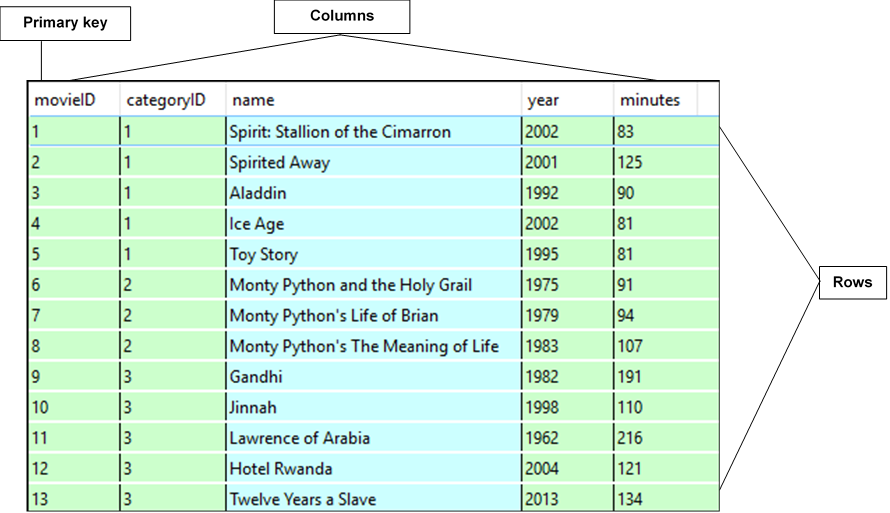 Primary key
Columns
movieID categoryID name year minutes
1 1 Spirit: Stallion of the Cimarron 2002 83
2 1 Spirited Away 2001 125
3 1 Aladdin 1992 90
4 1 Ice Age 2002 81
5 1 Toy Story 1995 81
6 2 Monty Python and the Holy Grail 1975 91
7 2 Monty Python's Life of Brian 1979 94
8 2 Monty Python's The Meaning of Life 1983 107
Rows
9 3 Gandhi 1982 191
10 3 Jinnah 1998 110
11 3 Lawrence of Arabia 1962 216
12 3 Hotel Rwanda 2004 121
13 3 Twelve Years a Slave 2013 134